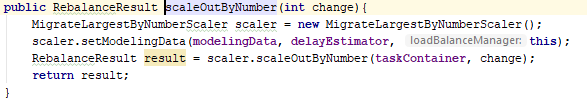 public RebalanceResult scaleOutByNumber(int change){
MigrateLargestByNumberScaler scaler = new MigrateLargestByNumberScaler();
scaler.setModelingData(modelingData, delayEstimator, loadBalanceManager: this);
RebalanceResult result = scaler.scaleOutByNumber(taskContainer, change);
return result;
}